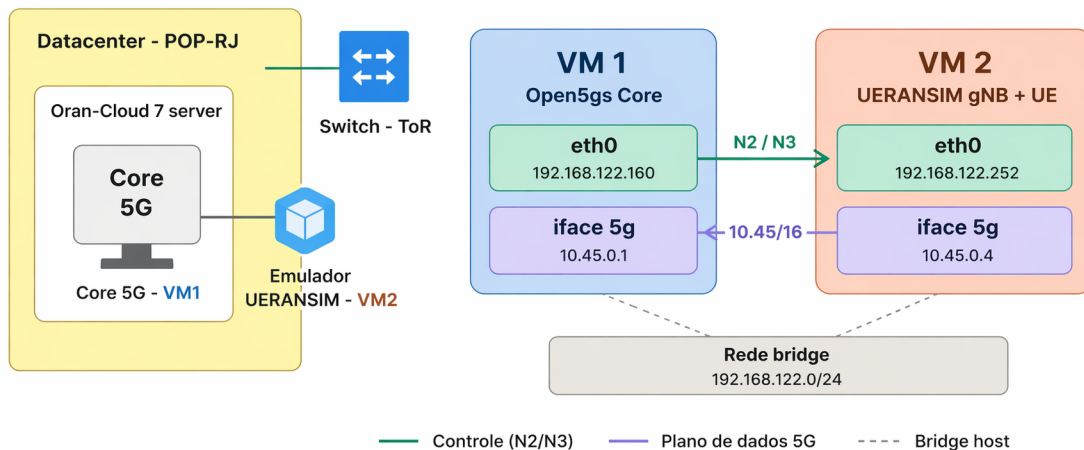 Datacenter - POP-RJ
Oran-Cloud 7 server
Core
5G
Core 5G - VM1
Switch - ToR
Emulador
UERANSIM - VM2
VM 1
Open5gs Core
eth0
192.168.122.160
iface 5g
10.45.0.1
N2 / N3
10.45/16
VM 2
UERANSIM gNB + UE
eth0
192.168.122.252
iface 5g
10.45.0.4
Rede bridge
192.168.122.0/24
Controle (N2/N3)
Plano de dados 5G
Bridge host